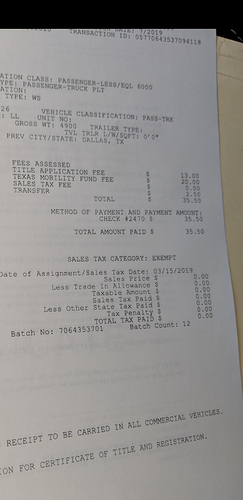 DATE: 7/2019
TRANSACTION ID: 05770643537094118
ATION CLASS: PASSENGER-LESS/EQL 6000
YPE: PASSENGER-TRUCK PLT
ATION:
TYPE: WS
26 VEHICLE CLASSIFICATION: PASS-TRK
: LL UNIT NO:
GROSS WT: 4900 TRAILER TYPE:
TVL TRLR L/W/SQFT: 0'0"
PREV CITY/STATE: DALLAS, TX
FEES ASSESSED
TITLE APPLICATION FEE $ 13.00
TEXAS MOBILITY FUND FEE $ 20.00
SALES TAX FEE $ 0.00
TRANSFER $ 2.50
TOTAL $ 35.50
METHOD OF PAYMENT AND PAYMENT AMOUNT:
CHECK #2470 $ 35.50
TOTAL AMOUNT PAID $ 35.50
SALES TAX CATEGORY: EXEMPT
Date of Assignment/Sales Tax Date: 03/15/2019
Sales Price $ 0.00
Less Trade In Allowance $ 0.00
Taxable Amount $ 0.00
Sales Tax Paid $ 0.00
Less Other State Tax Paid $ 0.00
Tax Penalty $ 0.00
TOTAL TAX PAID $ 0.00
Batch No: 7064353701 Batch Count: 12
RECEIPT TO BE CARRIED IN ALL COMMERCIAL VEHICLES.
ION FOR CERTIFICATE OF TITLE AND REGISTRATION.